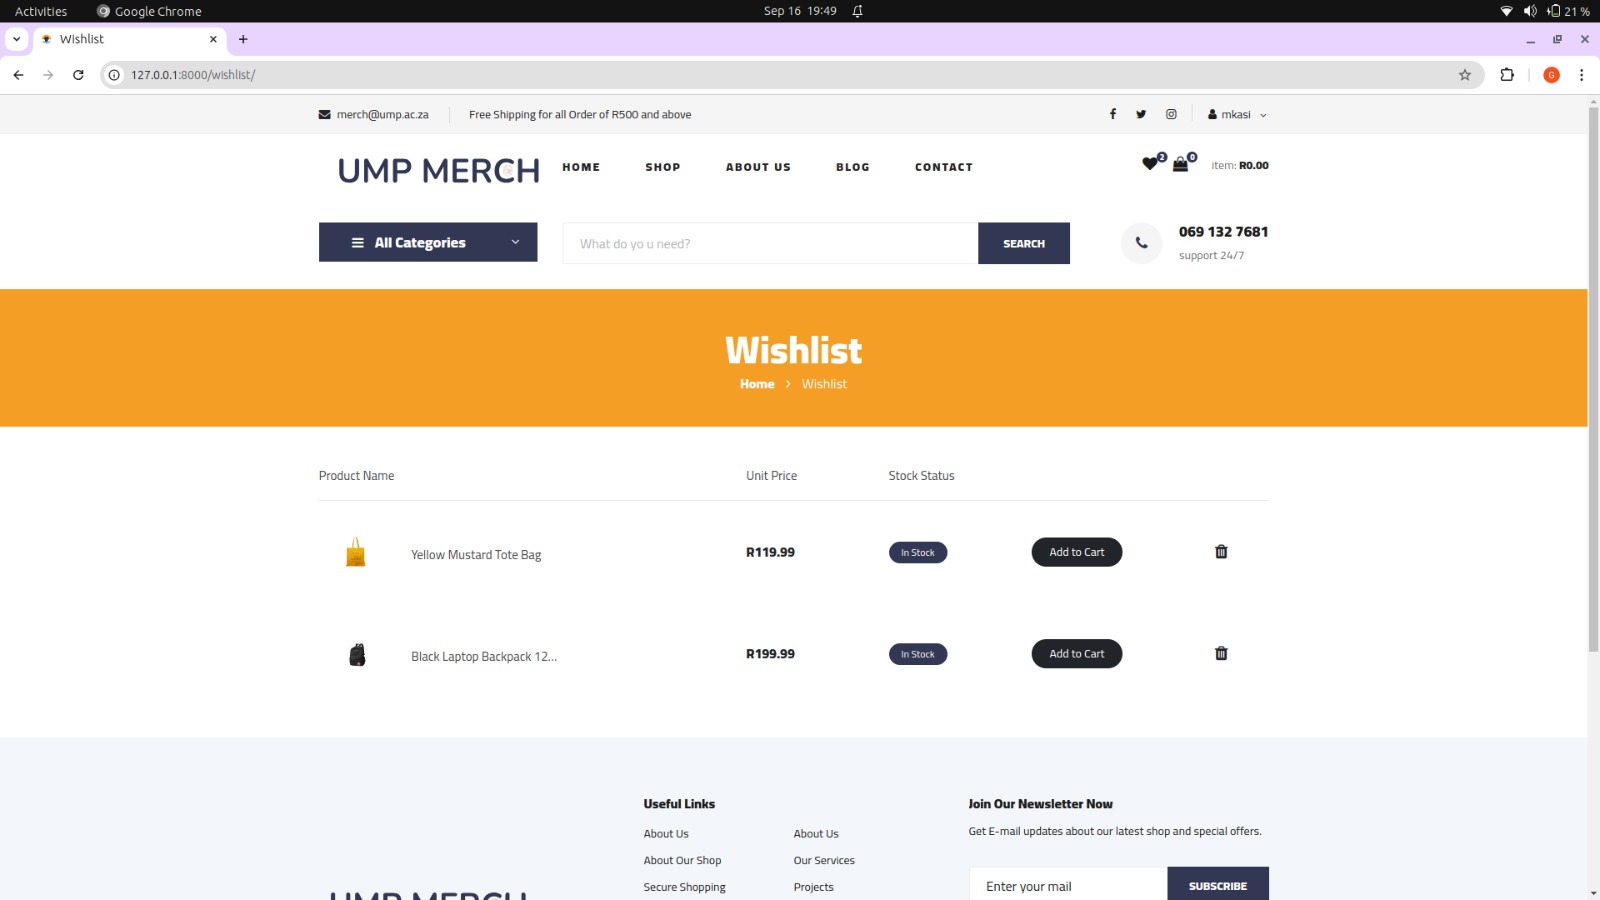 Activities Google Chrome Sep 16 19:49 21 %
Wishlist
127.0.0.1:8000/wishlist/ G
merch@ump.ac.za Free Shipping for all Order of R500 and above mkasi
UMP MERCH HOME SHOP ABOUT US BLOG CONTACT 2 0 item: R0.00
All Categories What do yo u need? SEARCH 069 132 7681
support 24/7
Wishlist
Home > Wishlist
Product Name Unit Price Stock Status
Yellow Mustard Tote Bag R119.99 In Stock Add to Cart
Black Laptop Backpack 12... R199.99 In Stock Add to Cart
Useful Links Join Our Newsletter Now
About Us About Us Get E-mail updates about our latest shop and special offers.
About Our Shop Our Services
Secure Shopping Projects Enter your mail SUBSCRIBE
UMP MERCH